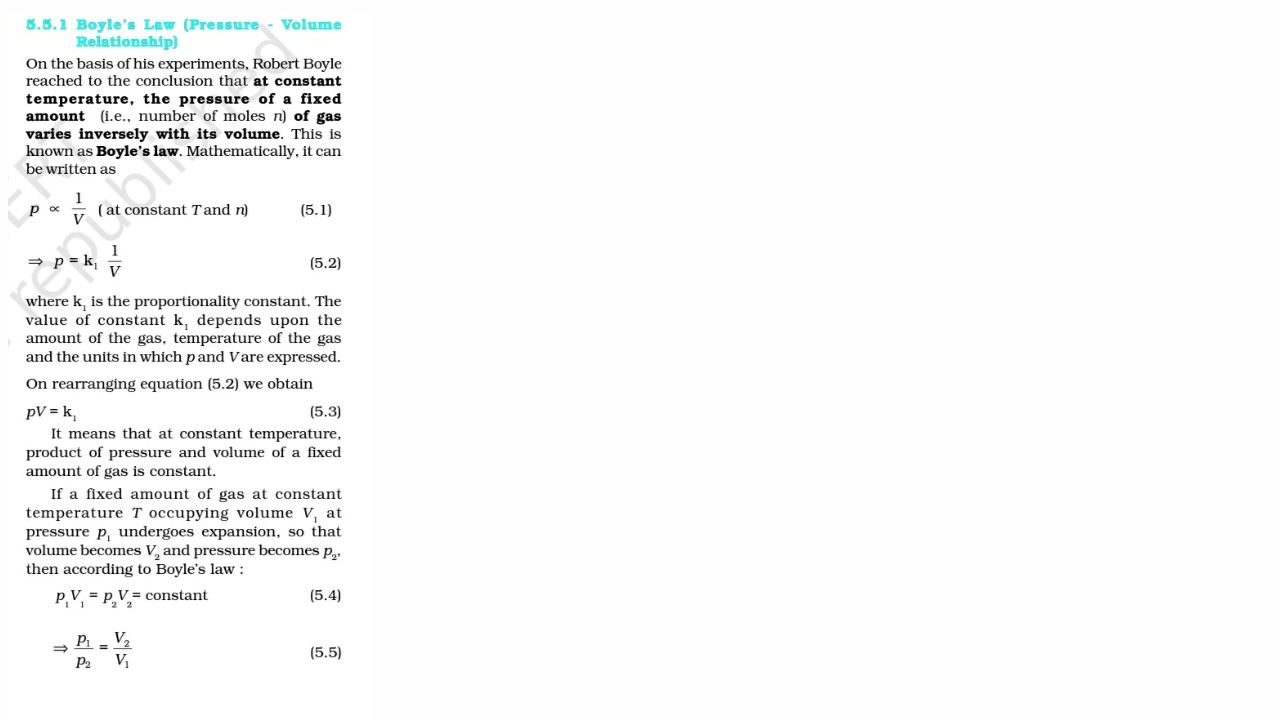 5.5.1 Boyle's Law (Pressure - Volume
Relationship)
On the basis of his experiments, Robert Boyle
reached to the conclusion that at constant
temperature, the pressure of a fixed
amount (i.e., number of moles n) of gas
varies inversely with its volume. This is
known as Boyle's law. Mathematically, it can
be written as
p ∝ 1/V ( at constant T and n) (5.1)
⇒ p = k₁ 1/V (5.2)
where k₁ is the proportionality constant. The
value of constant k₁ depends upon the
amount of the gas, temperature of the gas
and the units in which p and V are expressed.
On rearranging equation (5.2) we obtain
pV = k₁ (5.3)
It means that at constant temperature,
product of pressure and volume of a fixed
amount of gas is constant.
If a fixed amount of gas at constant
temperature T occupying volume V₁ at
pressure p₁ undergoes expansion, so that
volume becomes V₂ and pressure becomes p₂,
then according to Boyle's law :
p₁V₁ = p₂V₂ = constant (5.4)
⇒ p₁/p₂ = V₂/V₁ (5.5)
republished